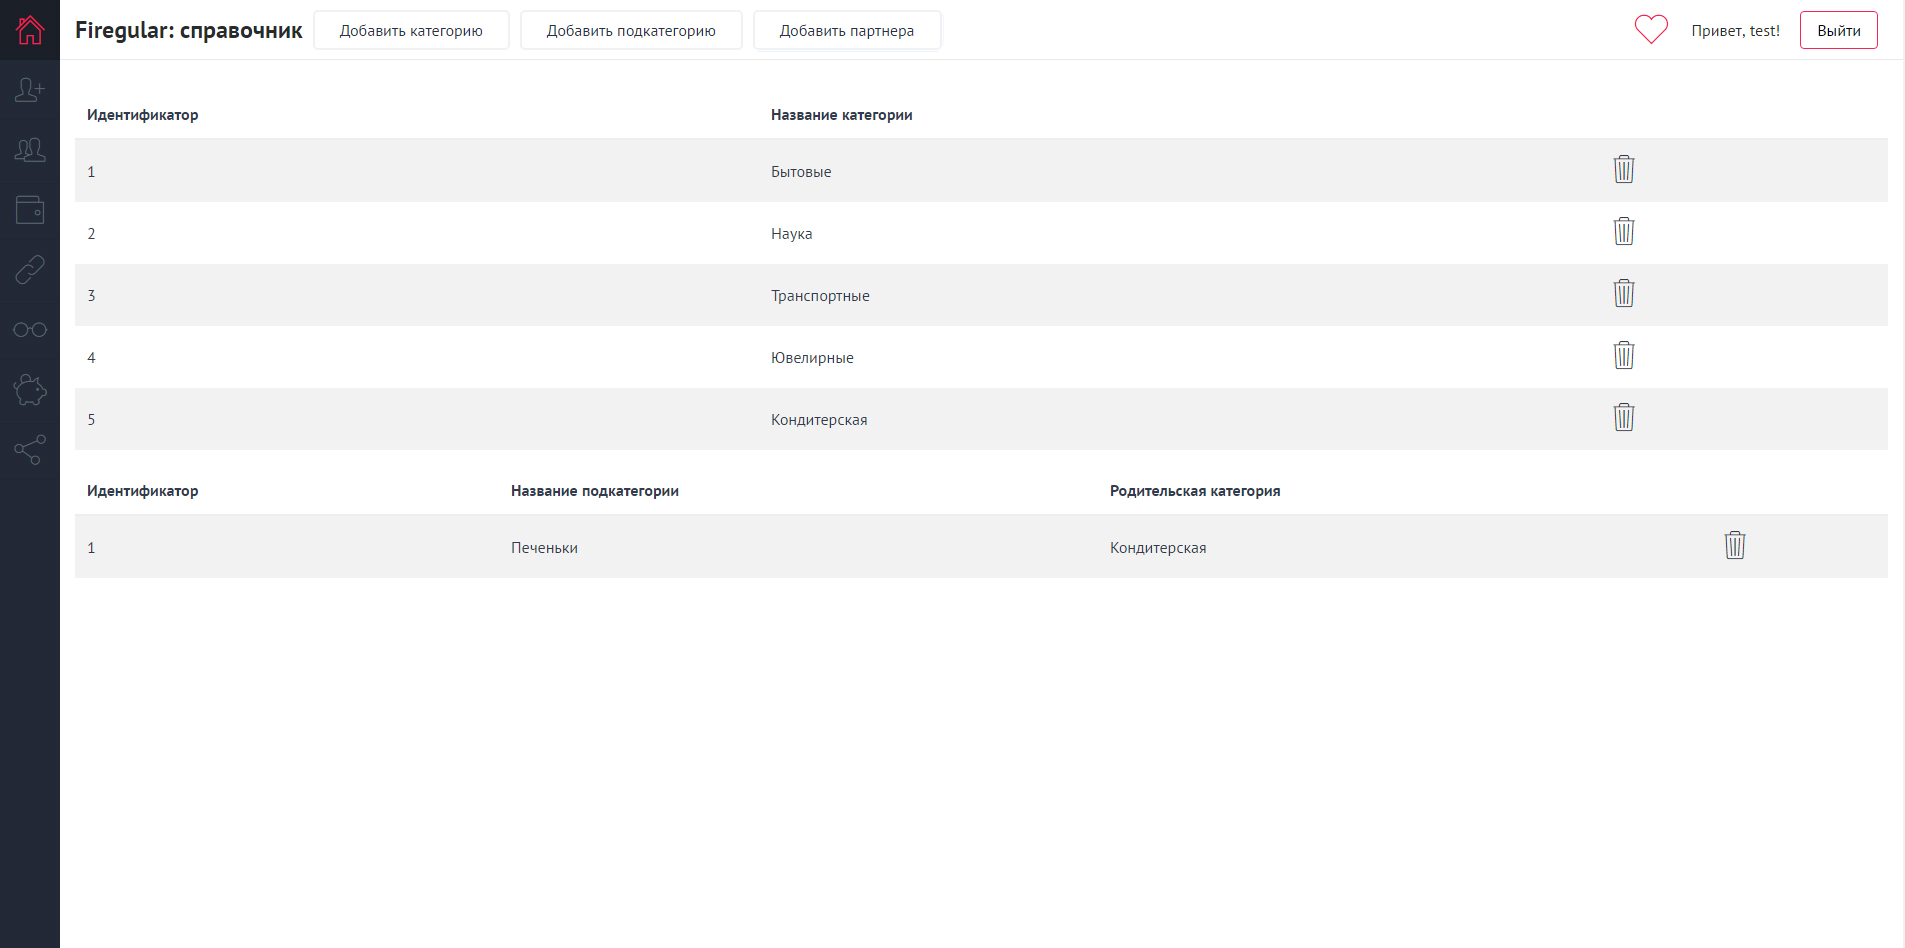 Firegular: справочник Добавить категорию Добавить подкатегорию Добавить партнера Привет, test! Выйти
Идентификатор Название категории
1 Бытовые
2 Наука
3 Транспортные
4 Ювелирные
5 Кондитерская
Идентификатор Название подкатегории Родительская категория
1 Печеньки Кондитерская